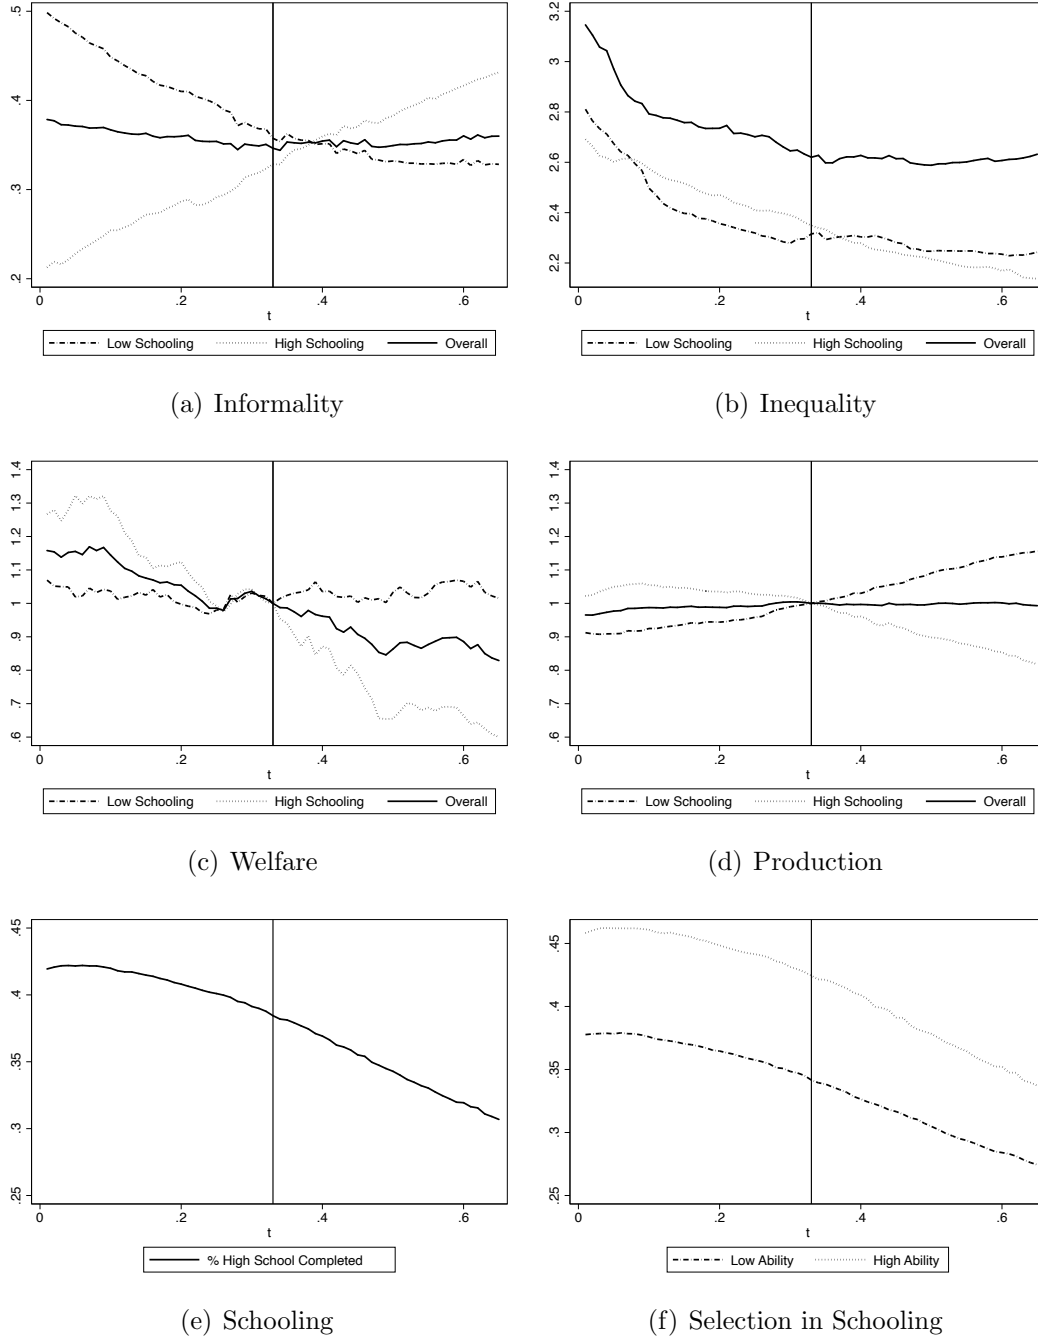 .5
.4
.3
.2
0 .2 .4 .6
t
Low Schooling High Schooling Overall
(a) Informality
3.2
3
2.8
2.6
2.4
2.2
0 .2 .4 .6
t
Low Schooling High Schooling Overall
(b) Inequality
1.4
1.3
1.2
1.1
1
.9
.8
.7
.6
0 .2 .4 .6
t
Low Schooling High Schooling Overall
(c) Welfare
1.4
1.3
1.2
1.1
1
.9
.8
.7
.6
0 .2 .4 .6
t
Low Schooling High Schooling Overall
(d) Production
.45
.4
.35
.3
.25
0 .2 .4 .6
t
% High School Completed
(e) Schooling
.45
.4
.35
.3
.25
0 .2 .4 .6
t
Low Ability High Ability
(f) Selection in Schooling